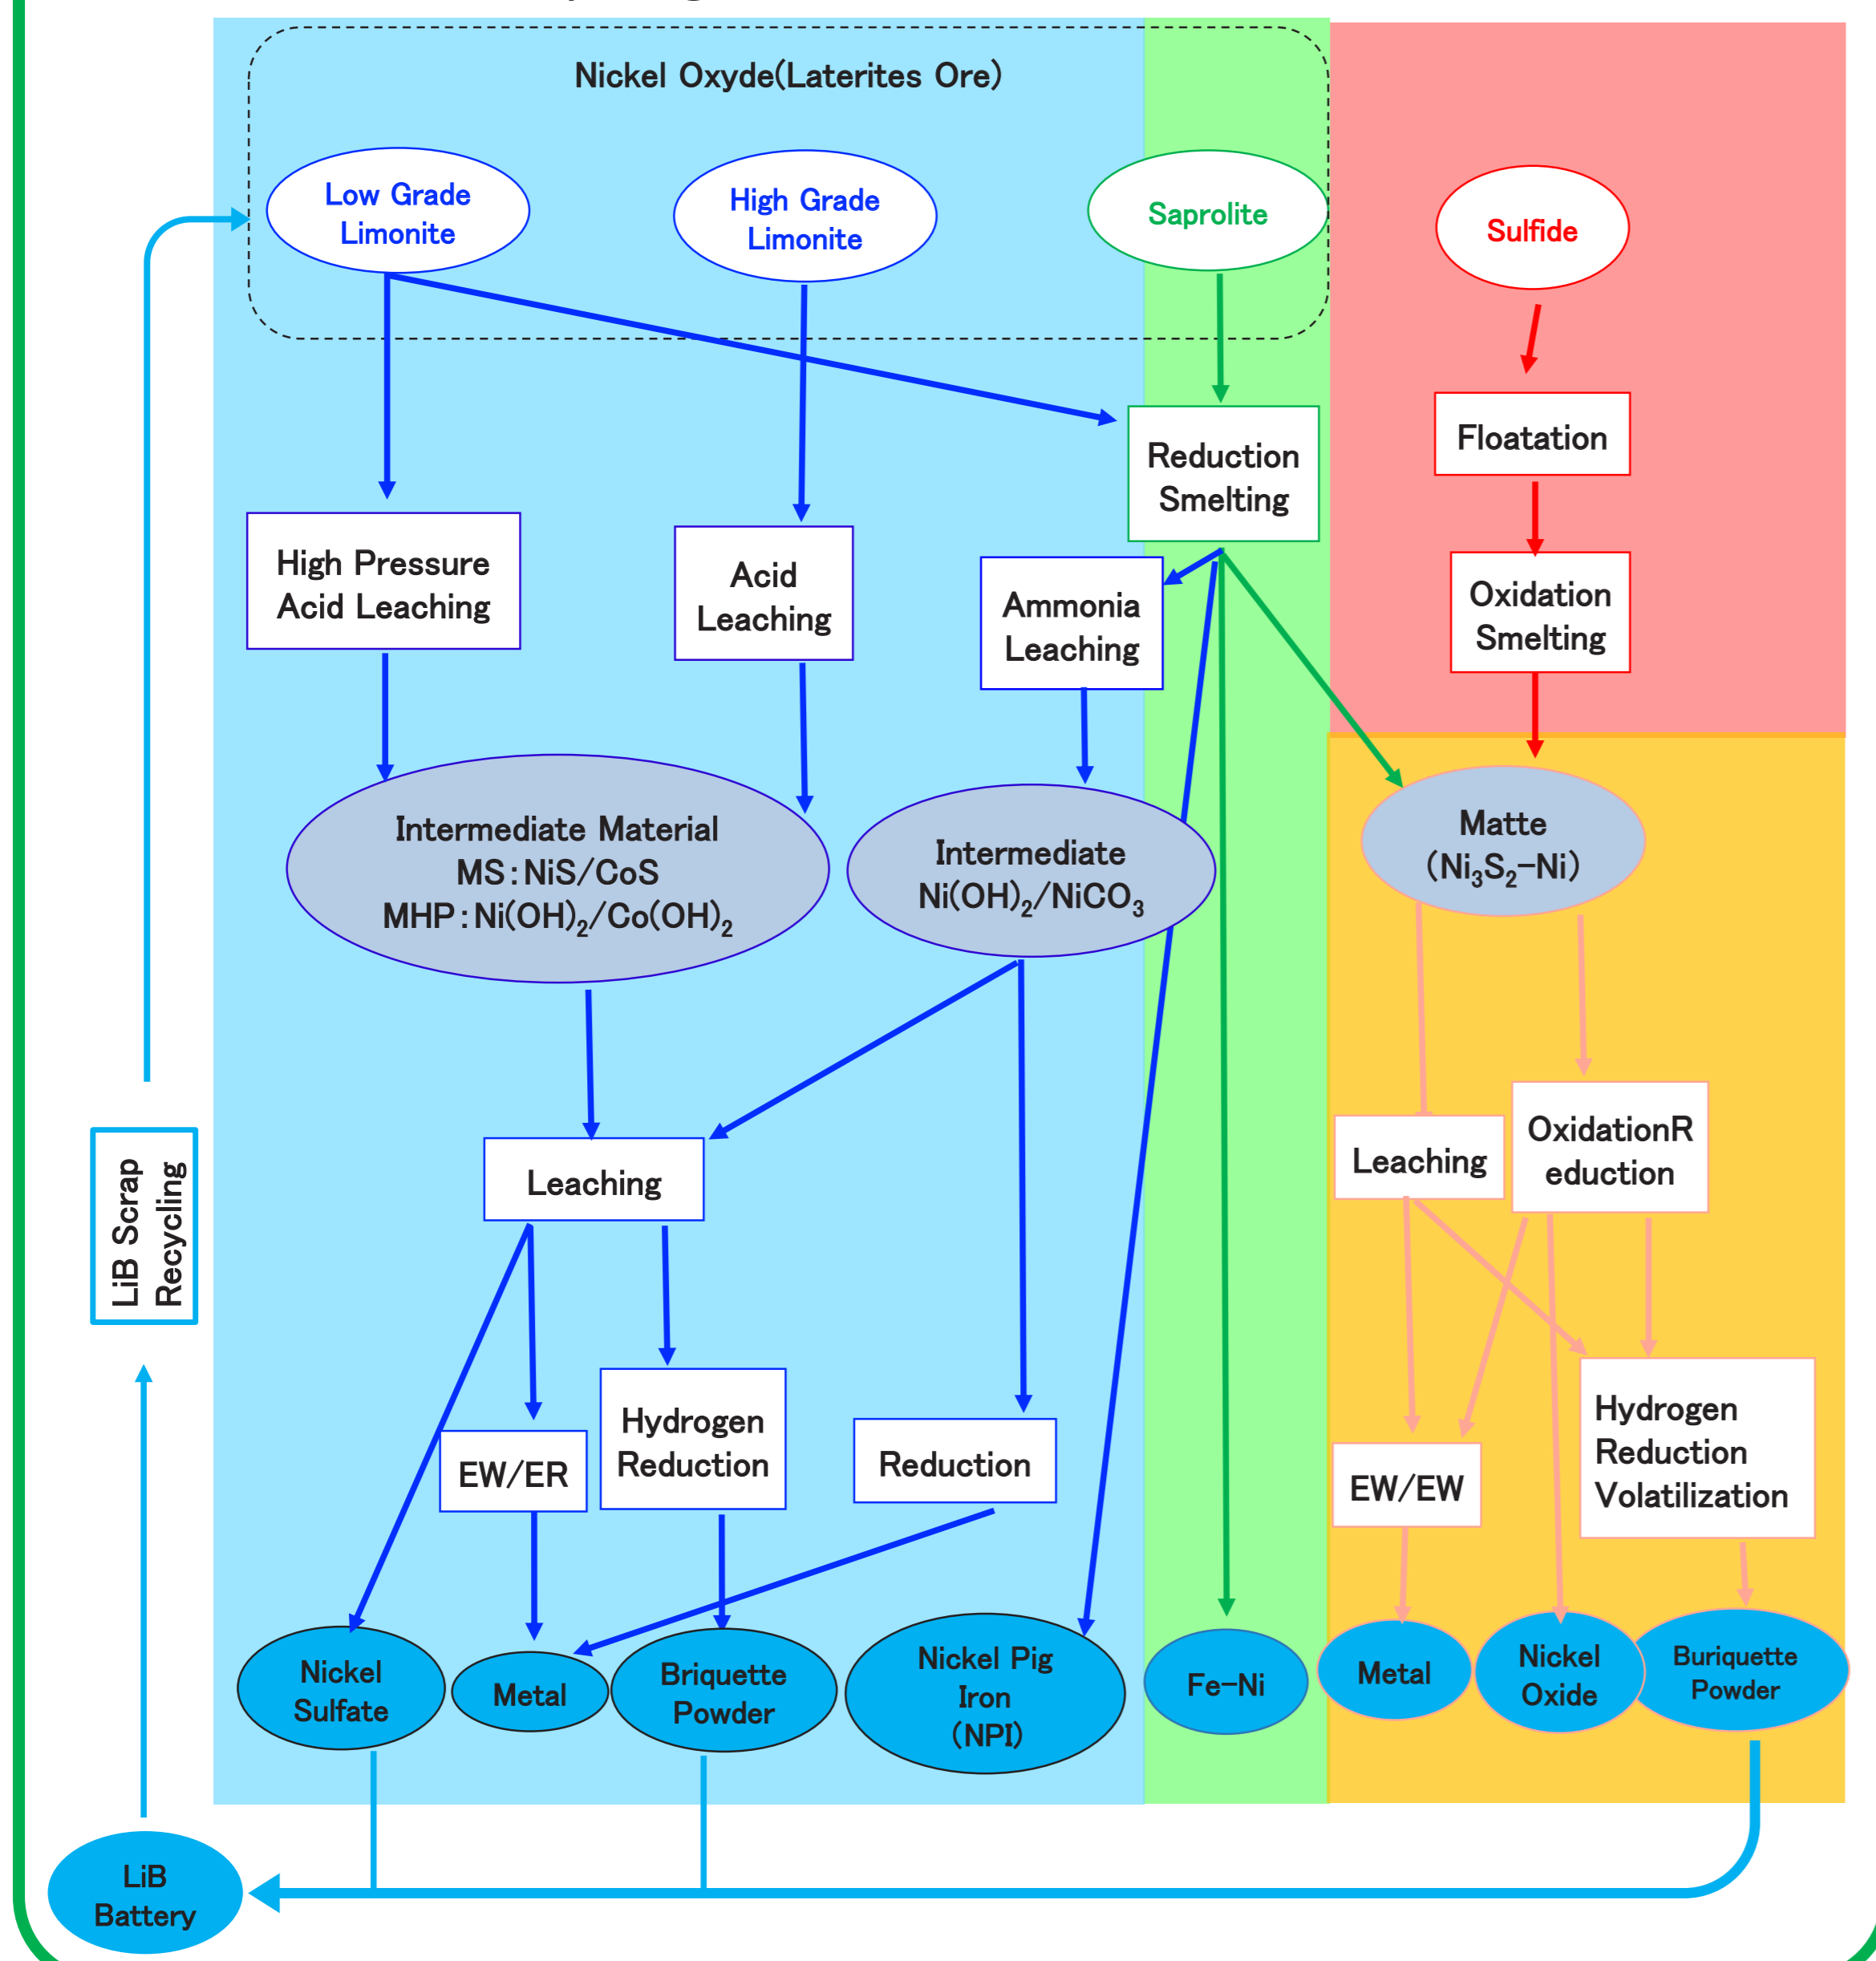 Nickel Oxyde(Laterites Ore)
Low Grade
Limonite
High Grade
Limonite
Saprolite
Sulfide
Reduction
Smelting
Floatation
High Pressure
Acid Leaching
Acid
Leaching
Ammonia
Leaching
Oxidation
Smelting
Intermediate Material
MS：NiS/CoS
MHP：Ni(OH)₂/Co(OH)₂
Intermediate
Ni(OH)₂/NiCO₃
Matte
(Ni₃S₂-Ni)
LiB Scrap
Recycling
Leaching
Leaching
OxidationR
eduction
EW/ER
Hydrogen
Reduction
Reduction
EW/EW
Hydrogen
Reduction
Volatilization
Nickel
Sulfate
Metal
Briquette
Powder
Nickel Pig
Iron
(NPI)
Fe-Ni
Metal
Nickel
Oxide
Buriquette
Powder
LiB
Battery